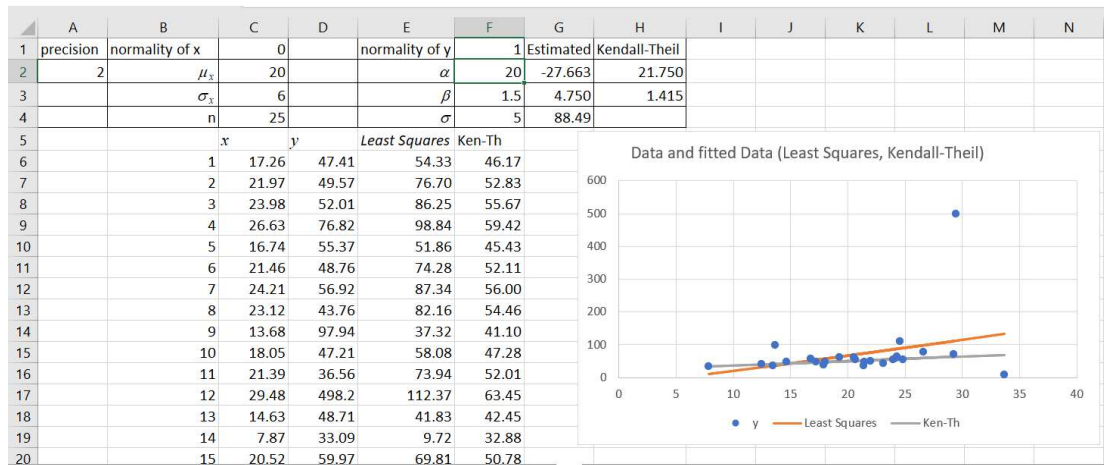 A B C D E F G H I J K L M N
1 precision normality of x 0 normality of y 1 Estimated Kendall-Theil
2 2 μx 20 α 20 -27.663 21.750
3 σx 6 β 1.5 4.750 1.415
4 n 25 σ 5 88.49
5 x y Least Squares Ken-Th
6 1 17.26 47.41 54.33 46.17
7 2 21.97 49.57 76.70 52.83
8 3 23.98 52.01 86.25 55.67
9 4 26.63 76.82 98.84 59.42
10 5 16.74 55.37 51.86 45.43
11 6 21.46 48.76 74.28 52.11
12 7 24.21 56.92 87.34 56.00
13 8 23.12 43.76 82.16 54.46
14 9 13.68 97.94 37.32 41.10
15 10 18.05 47.21 58.08 47.28
16 11 21.39 36.56 73.94 52.01
17 12 29.48 498.2 112.37 63.45
18 13 14.63 48.71 41.83 42.45
19 14 7.87 33.09 9.72 32.88
20 15 20.52 59.97 69.81 50.78
Data and fitted Data (Least Squares, Kendall-Theil)
600
500
400
300
200
100
0
0 5 10 15 20 25 30 35 40
y Least Squares Ken-Th